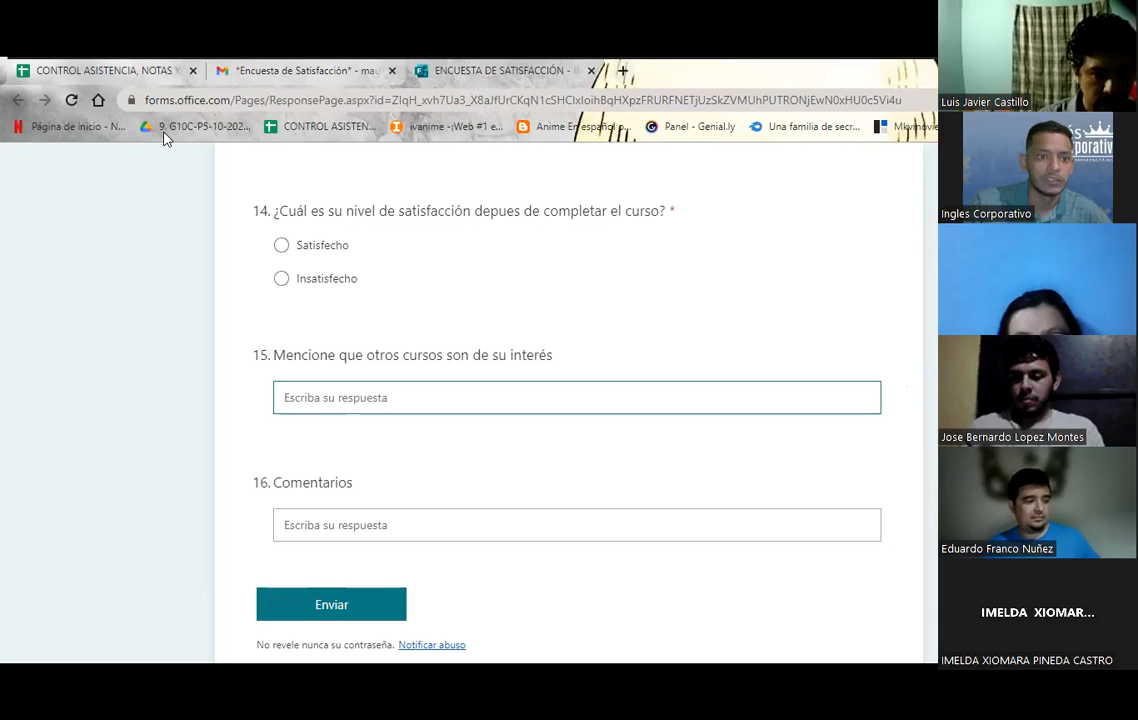 CONTROL ASISTENCIA, NOTAS Y
*Encuesta de Satisfacción* - mau
ENCUESTA DE SATISFACCIÓN - I
forms.office.com/Pages/ResponsePage.aspx?id=ZIqH_xvh7Ua3_X8aJfUrCKqN1cSHCIxIoih8qHXpzFRURFNETjUzSkZVMUhPUTRONjEwN0xHU0c5Vi4u
Página de inicio - N...
9. G10C-P5-10-202...
CONTROL ASISTEN...
ivanime -¡Web #1 e...
Anime En español o...
Panel - Genial.ly
Una familia de secr...
Mkvmovie
14. ¿Cuál es su nivel de satisfacción depues de completar el curso? *
Satisfecho
Insatisfecho
15. Mencione que otros cursos son de su interés
Escriba su respuesta
16. Comentarios
Escriba su respuesta
Enviar
No revele nunca su contraseña. Notificar abuso
Luis Javier Castillo
orporativo
Ingles Corporativo
Jose Bernardo Lopez Montes
Eduardo Franco Nuñez
IMELDA XIOMAR...
IMELDA XIOMARA PINEDA CASTRO